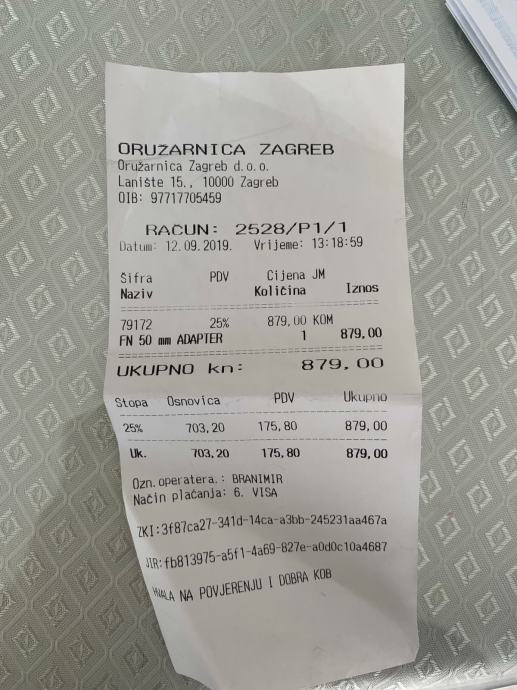 ORUŽARNICA ZAGREB
Oružarnica Zagreb d.o.o.
Lanište 15., 10000 Zagreb
OIB: 97717705459
RAČUN: 2528/P1/1
Datum: 12.09.2019. Vrijeme: 13:18:59
Šifra PDV Cijena JM
Naziv Količina Iznos
79172 25% 879,00 KOM
FN 50 mm ADAPTER 1 879,00
UKUPNO kn: 879,00
Stopa Osnovica PDV Ukupno
25% 703,20 175,80 879,00
Uk. 703,20 175,80 879,00
Ozn. operatera.: BRANIMIR
Način plaćanja: 6. VISA
ZKI:3f87ca27-341d-14ca-a3bb-245231aa467a
JIR:fb813975-a5f1-4a69-827e-a0d0c10a4687
HVALA NA POVJERENJU I DOBRA KOB